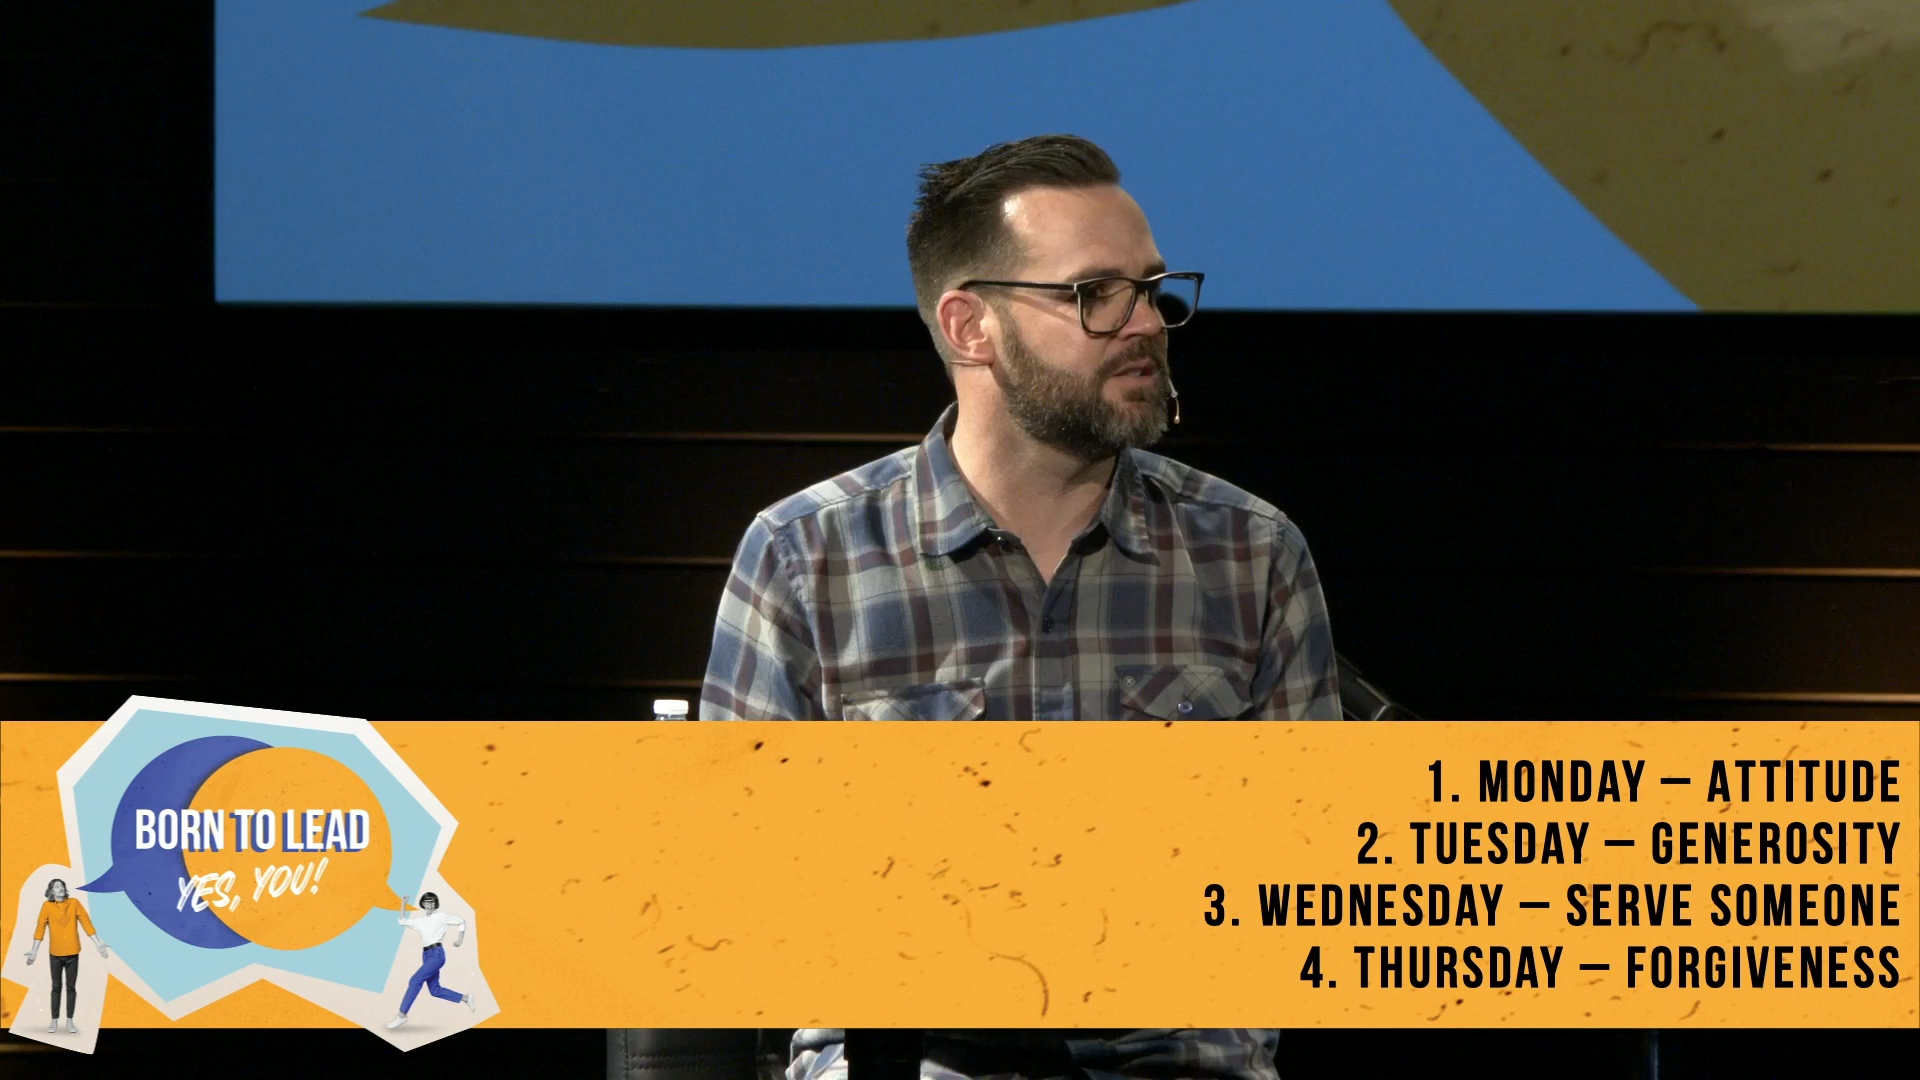 BORN TO LEAD
YES, YOU!
1. MONDAY – ATTITUDE
2. TUESDAY – GENEROSITY
3. WEDNESDAY – SERVE SOMEONE
4. THURSDAY – FORGIVENESS